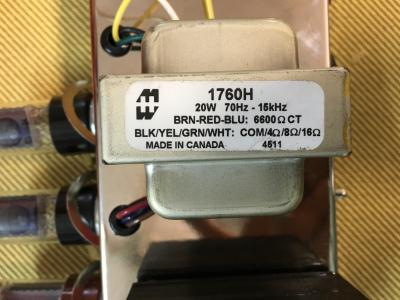 1760H
20W 70Hz - 15kHz
BRN-RED-BLU: 6600Ω CT
BLK/YEL/GRN/WHT: COM/4Ω/8Ω/16Ω
MADE IN CANADA 4511